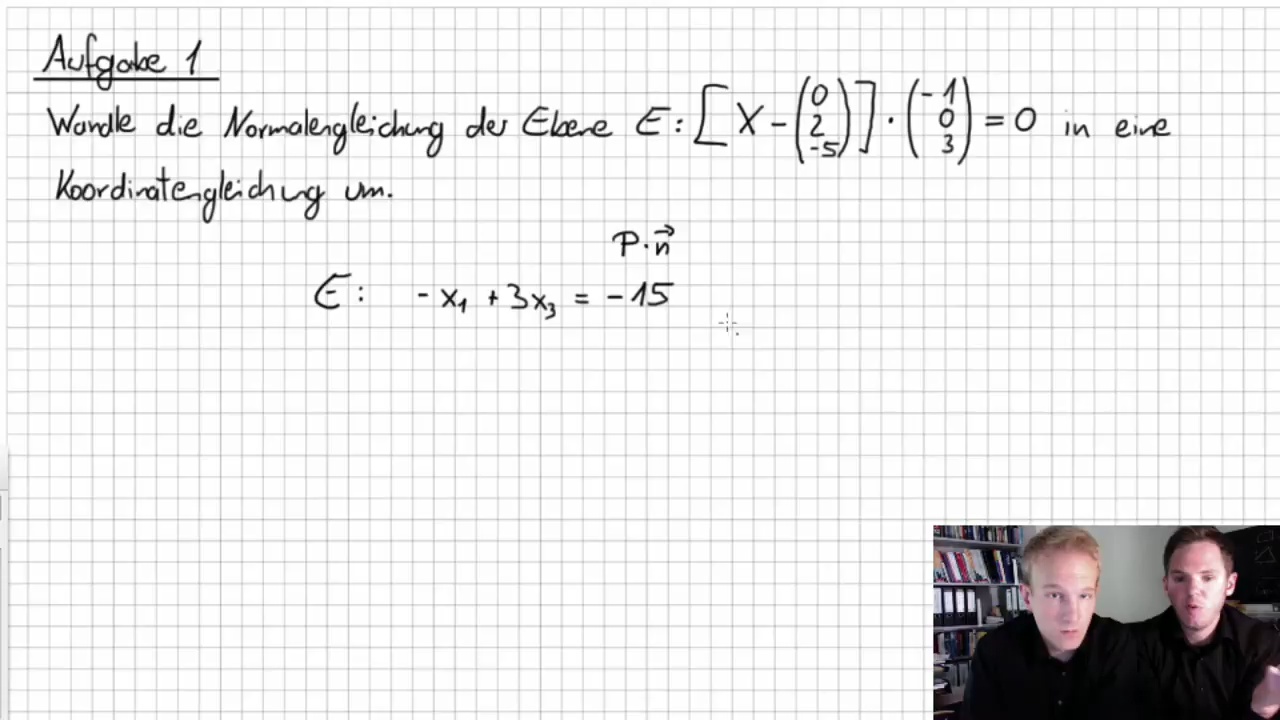 Aufgabe 1
Wandle die Normalengleichung der Ebene E: [X - (0 2 -5)] · (-1 0 3) = 0 in eine
Koordinatengleichung um.
P · n⃗
E: -x₁ + 3x₃ = -15